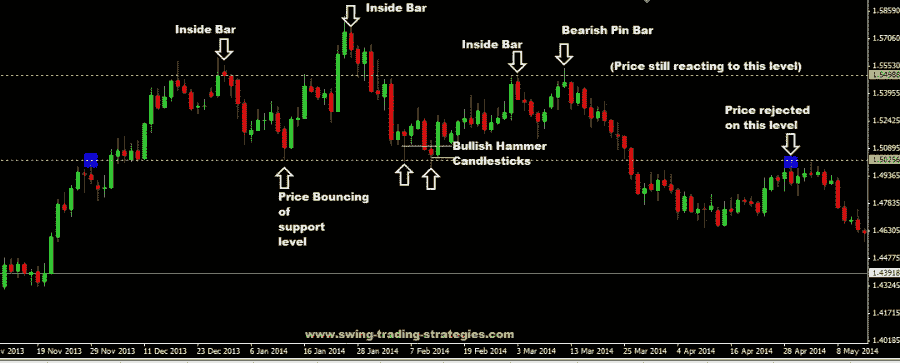 Inside Bar
1.58590
Inside Bar
Bearish Pin Bar
1.57060
Inside Bar
(Price still reacting to this level)
1.55530
1.54988
1.53955
Price rejected
on this level
1.52425
Bullish Hammer
Candlesticks
1.50895
1.50256
1.49365
Price Bouncing
of
support
level
1.47835
1.46305
1.44775
1.43918
1.43245
1.41715
www.swing-trading-strategies.com
1.40185
2013
19 Nov 2013
29 Nov 2013
11 Dec 2013
23 Dec 2013
6 Jan 2014
16 Jan 2014
28 Jan 2014
7 Feb 2014
19 Feb 2014
3 Mar 2014
13 Mar 2014
25 Mar 2014
4 Apr 2014
16 Apr 2014
28 Apr 2014
8 May 2014